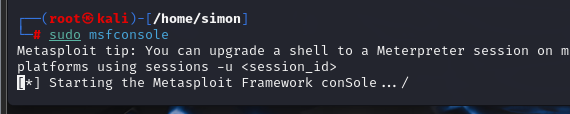 ┌──(root㉿kali)-[/home/simon]
└─# sudo msfconsole
Metasploit tip: You can upgrade a shell to a Meterpreter session on m
platforms using sessions -u <session_id>
[*] Starting the Metasploit Framework conSole.../